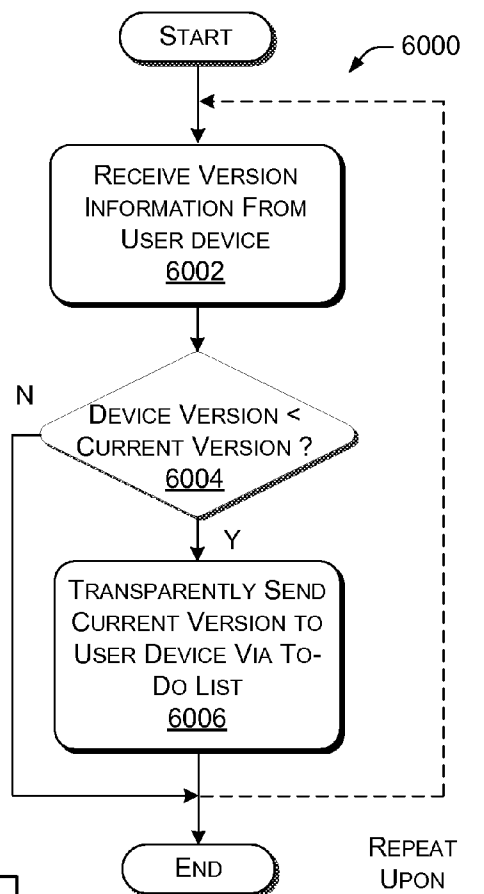 START
6000
RECEIVE VERSION
INFORMATION FROM
USER DEVICE
6002
N
DEVICE VERSION <
CURRENT VERSION ?
6004
Y
TRANSPARENTLY SEND
CURRENT VERSION TO
USER DEVICE VIA TO-
DO LIST
6006
END
REPEAT
UPON